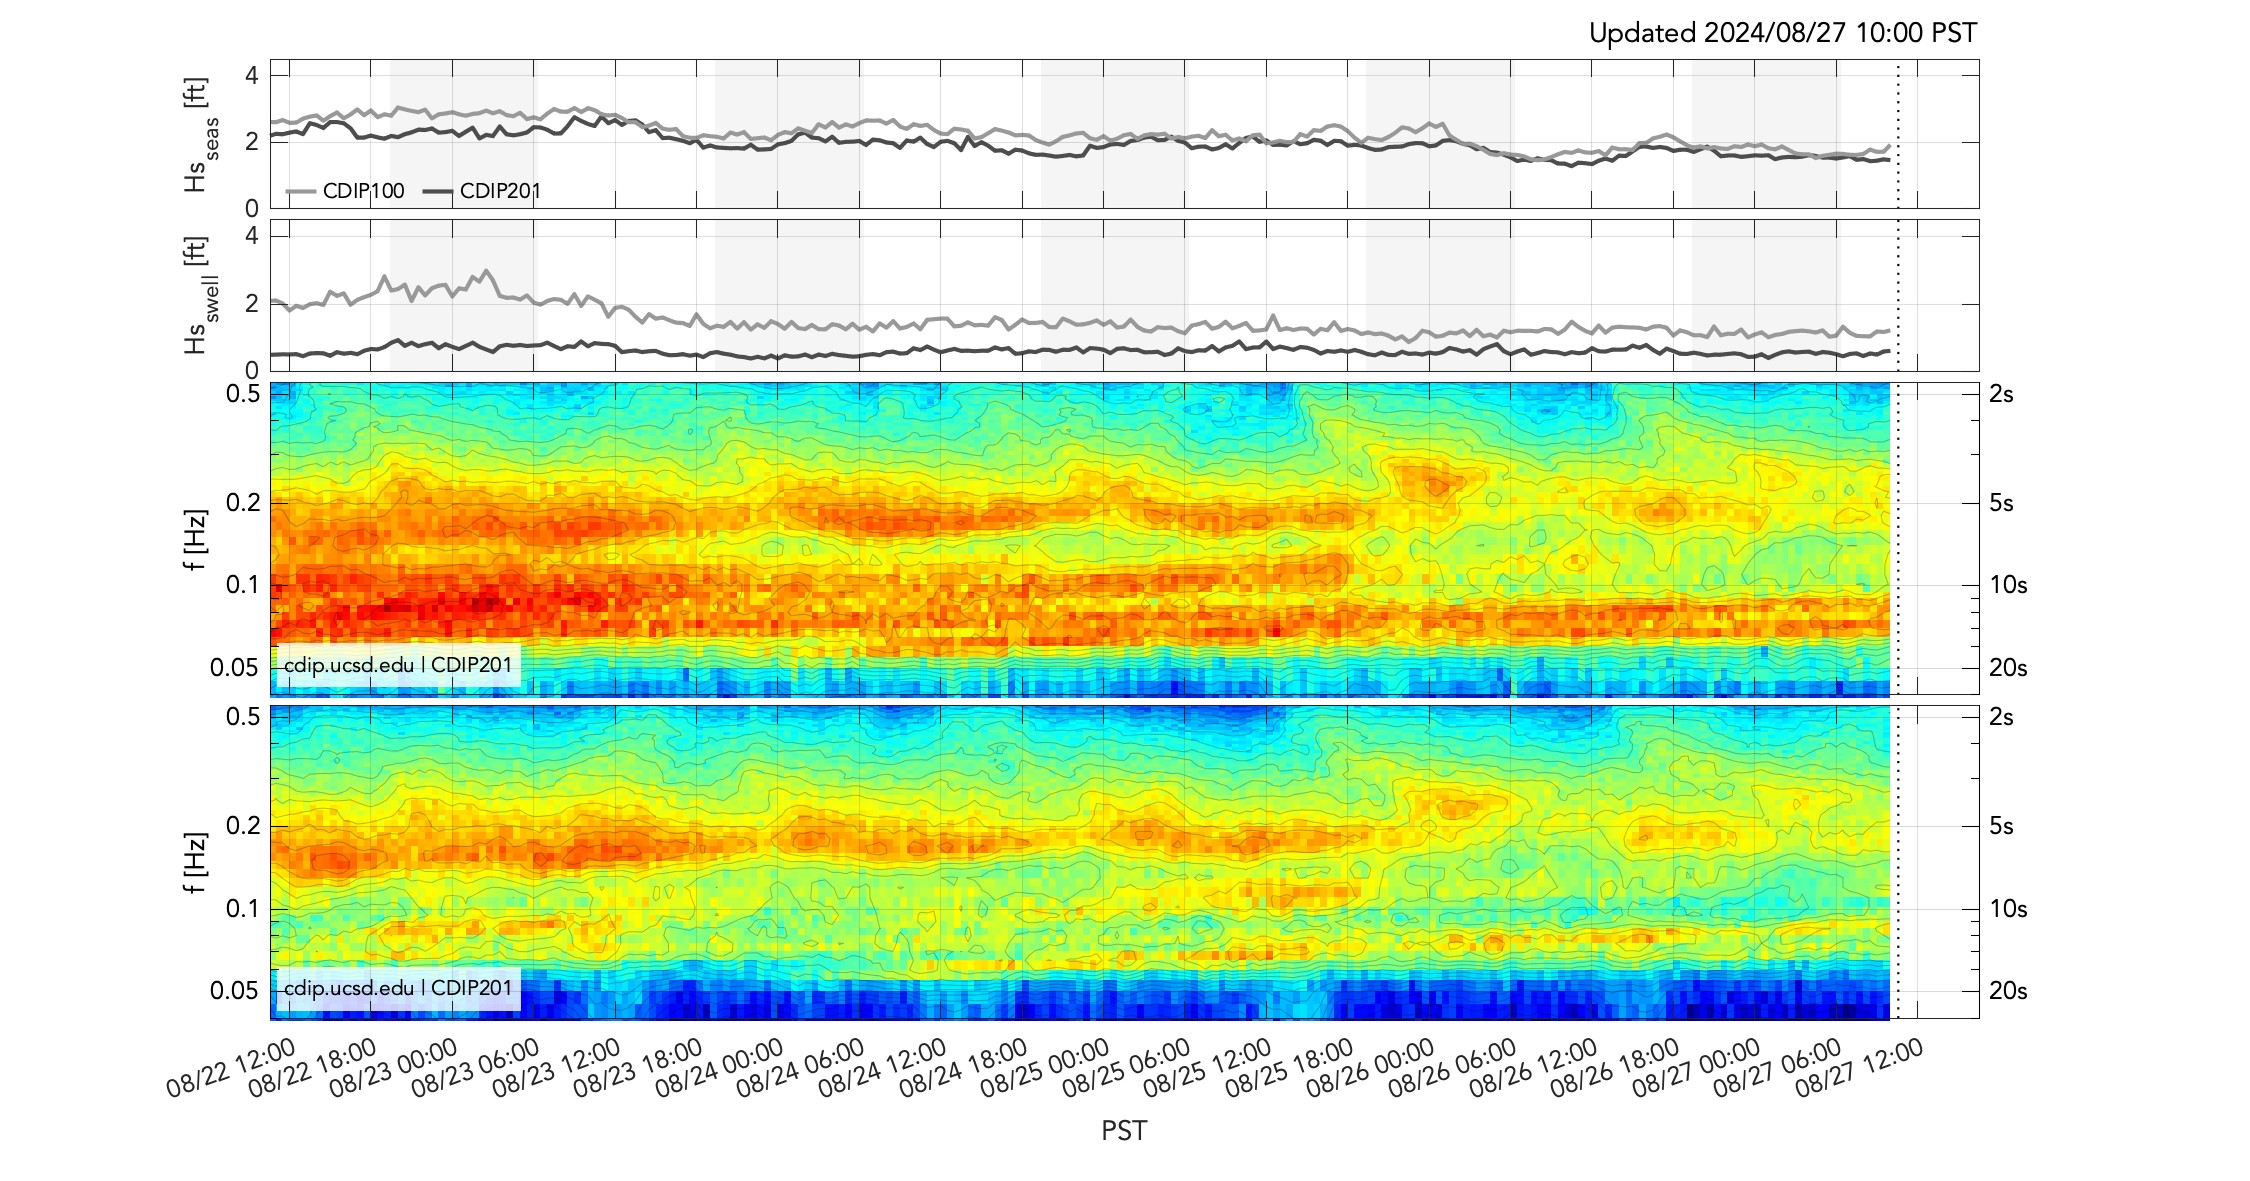 Updated 2024/08/27 10:00 PST
Hs seas [ft]
4
2
0
CDIP100 CDIP201
Hs swell [ft]
4
2
0
f [Hz]
0.5
0.2
0.1
0.05
2s
5s
10s
20s
cdip.ucsd.edu | CDIP201
f [Hz]
0.5
0.2
0.1
0.05
2s
5s
10s
20s
cdip.ucsd.edu | CDIP201
08/22 12:00
08/22 18:00
08/23 00:00
08/23 06:00
08/23 12:00
08/23 18:00
08/24 00:00
08/24 06:00
08/24 12:00
08/24 18:00
08/25 00:00
08/25 06:00
08/25 12:00
08/25 18:00
08/26 00:00
08/26 06:00
08/26 12:00
08/26 18:00
08/27 00:00
08/27 06:00
08/27 12:00
PST